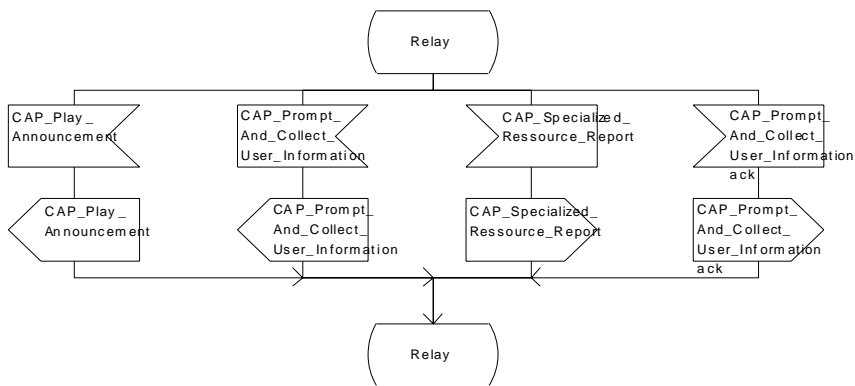 Relay
CAP_Play_
Announcement
CAP_Prompt_
And_Collect_
User_Information
CAP_Specialized_
Ressource_Report
CAP_Prompt_
And_Collect_
User_Information
ack
CAP_Play_
Announcement
CAP_Prompt_
And_Collect_
User_Information
CAP_Specialized_
Ressource_Report
CAP_Prompt_
And_Collect_
User_Information
ack
Relay